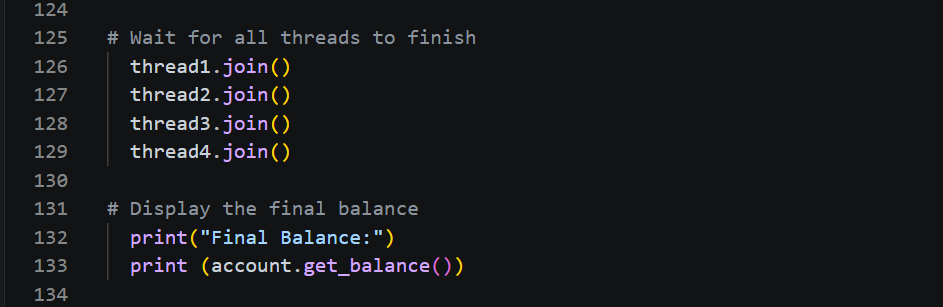 124
125 # Wait for all threads to finish
126 thread1.join()
127 thread2.join()
128 thread3.join()
129 thread4.join()
130
131 # Display the final balance
132 print("Final Balance:")
133 print (account.get_balance())
134